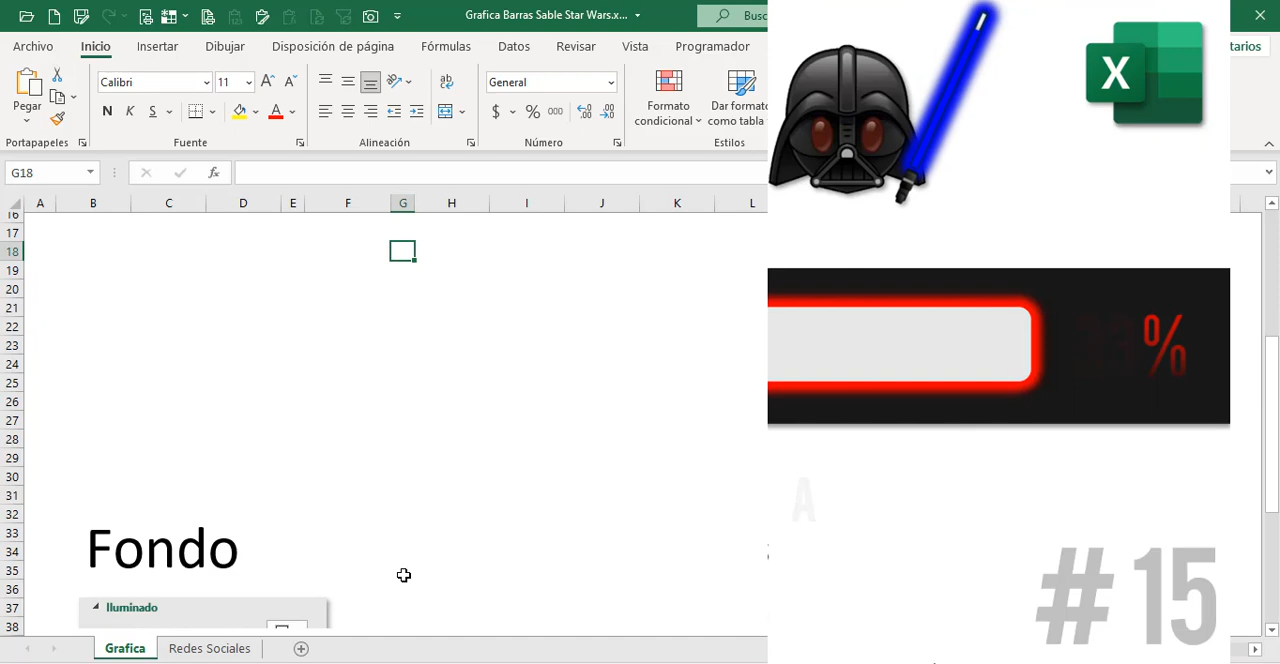 Grafica Barras Sable Star Wars.x...
Busc
Archivo Inicio Insertar Dibujar Disposición de página Fórmulas Datos Revisar Vista Programador
tarios
Pegar
Calibri 11
General
N K S
$ % 000
Formato condicional
Dar formato como tabla
Portapapeles Fuente Alineación Número Estilos
G18
fx
A B C D E F G H I J K L
16
17
18
19
20
21
22
23
24
25
26
27
28
29
30
31
32
33
34
35
36
37
38
Fondo
Iluminado
Grafica Redes Sociales
X
%
A
# 15